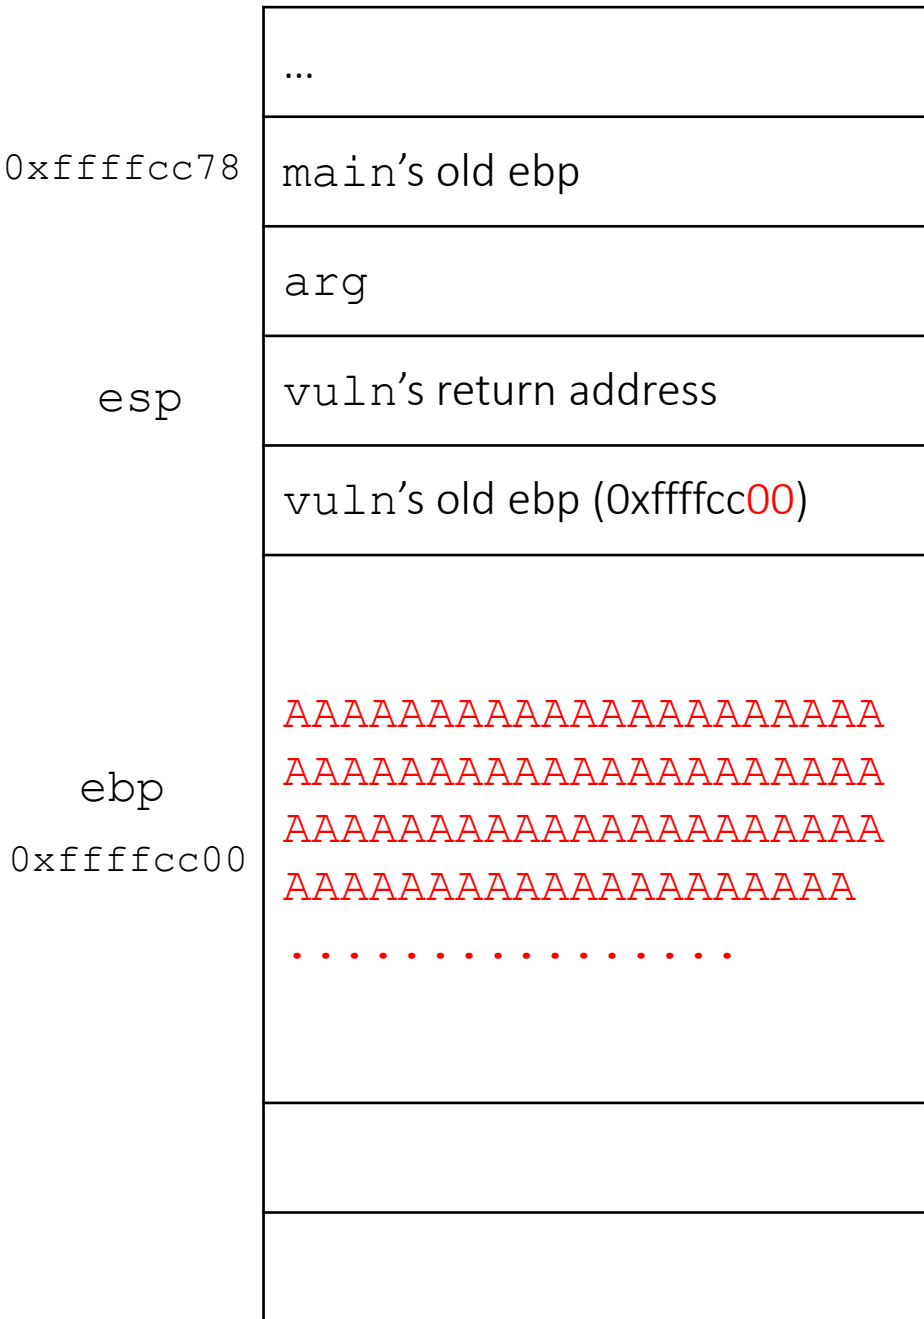 ...
0xffffcc78
main’s old ebp
arg
esp
vuln’s return address
vuln’s old ebp (0xffffcc00)
AAAAAAAAAAAAAAAAAAAAA
AAAAAAAAAAAAAAAAAAAAA
ebp
AAAAAAAAAAAAAAAAAAAAA
0xffffcc00
AAAAAAAAAAAAAAAAAAAA
................